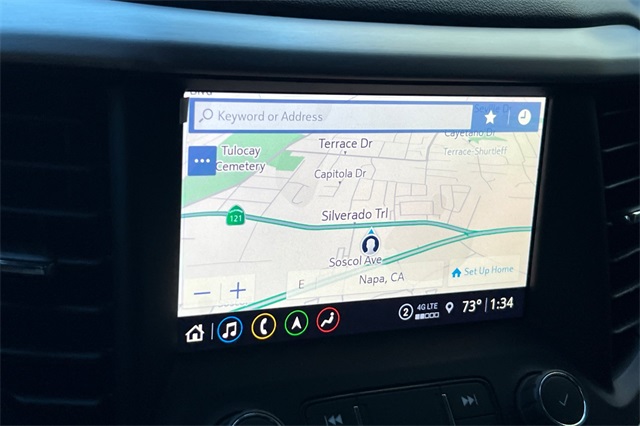 Keyword or Address
Cayetano Dr
Terrace Dr
Terrace-Shurtleff
Tulocay
Cemetery
Capitola Dr
121
Silverado Trl
Soscol Ave
Set Up Home
E
Napa, CA
2 4G LTE 73° 1:34